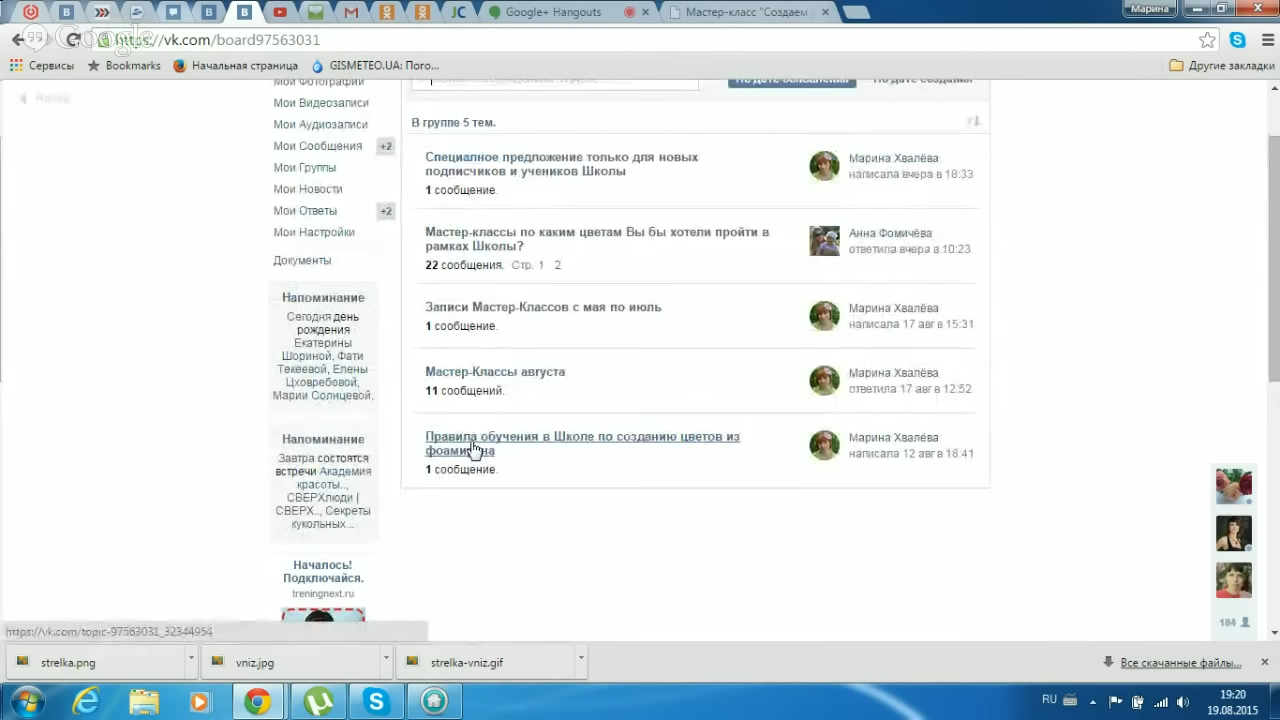 Google+ Hangouts
Мастер-класс "Создаем
Марина
Google
https://vk.com/board97563031
Сервисы
Bookmarks
Начальная страница
GISMETEO.UA: Пого...
Другие закладки
Назад
Мои Фотографии
Мои Видеозаписи
Мои Аудиозаписи
Мои Сообщения +2
Мои Группы
Мои Новости
Мои Ответы +2
Мои Настройки
Документы
Напоминание
Сегодня день
рождения
Екатерины
Шориной, Фати
Текеевой, Елены
Цховребовой,
Марии Солнцевой.
Напоминание
Завтра состоятся
встречи Академия
красоты..,
СВЕРХлюди |
СВЕРХ.., Секреты
кукольных...
Началось!
Подключайся.
treningnext.ru
По дате обновления
По дате создания
В группе 5 тем.
Специалное предложение только для новых
подписчиков и учеников Школы
1 сообщение.
Марина Хвалёва
написала вчера в 18:33
Мастер-классы по каким цветам Вы бы хотели пройти в
рамках Школы?
22 сообщения. Стр. 1 2
Анна Фомичёва
ответила вчера в 10:23
Записи Мастер-Классов с мая по июль
1 сообщение.
Марина Хвалёва
написала 17 авг в 15:31
Мастер-Классы августа
11 сообщений.
Марина Хвалёва
ответила 17 авг в 12:52
Правила обучения в Школе по созданию цветов из
фоамирана
1 сообщение.
Марина Хвалёва
написала 12 авг в 18:41
184
https://vk.com/topic-97563031_32344954
strelka.png
vniz.jpg
strelka-vniz.gif
Все скачанные файлы...
RU
19:20
19.08.2015